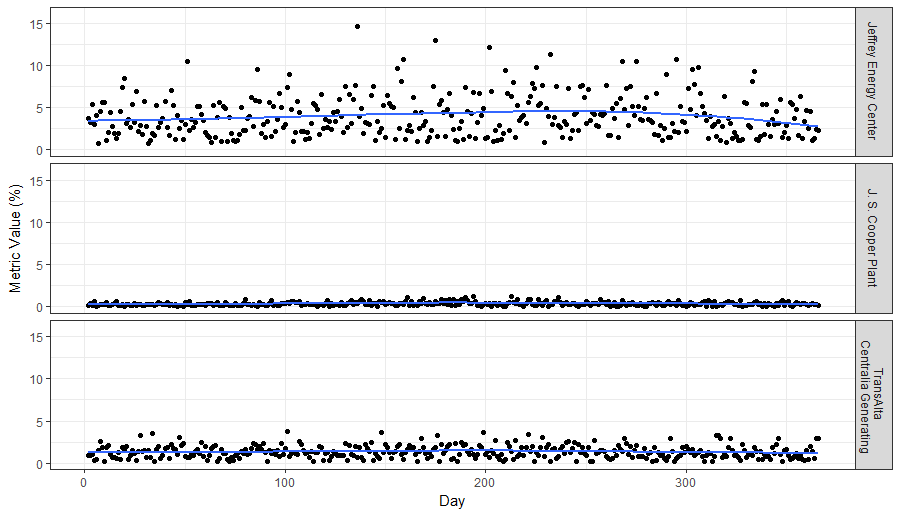 Metric Value (%)
15
10
5
0
Jeffrey Energy Center
15
10
5
0
J. S. Cooper Plant
15
10
5
0
TransAlta
Centralia Generating
0
100
200
300
Day